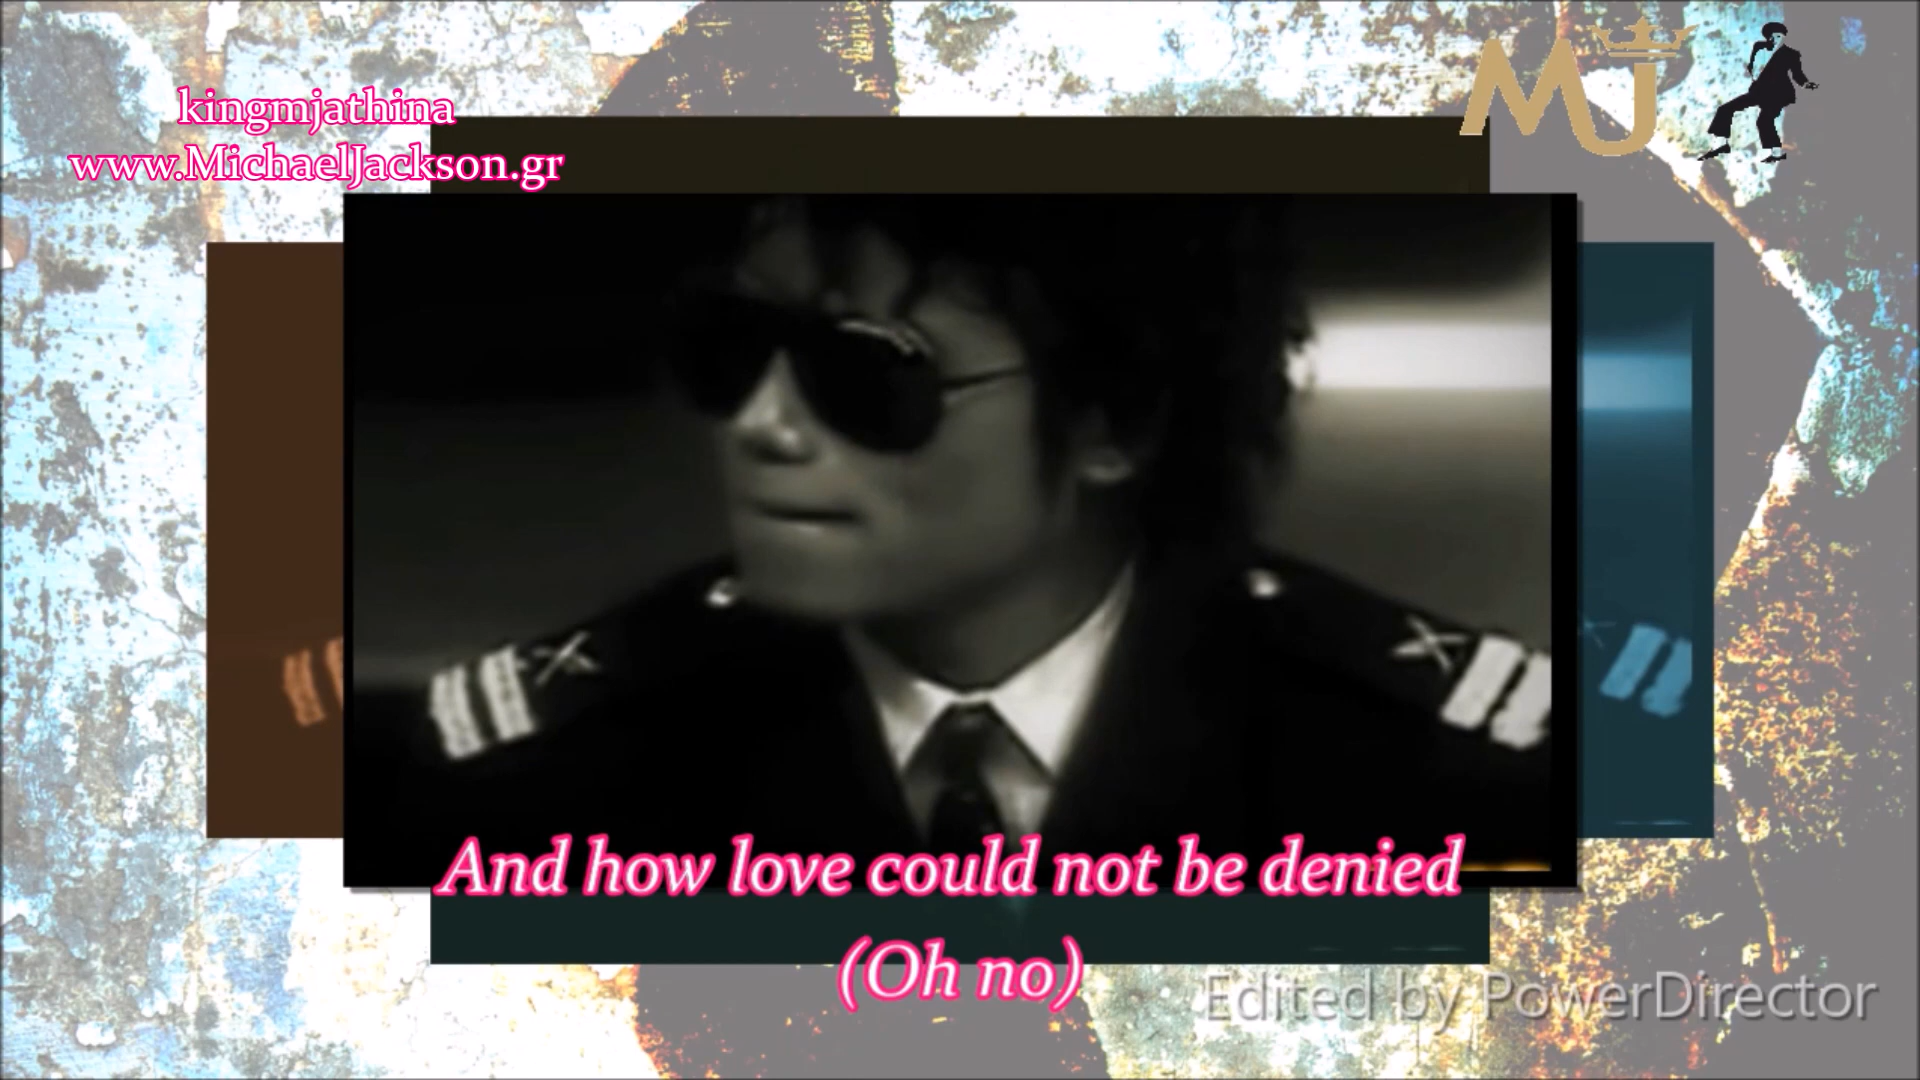 kingmjathina
www.MichaelJackson.gr
MJ
And how love could not be denied
(Oh no)
Edited by PowerDirector